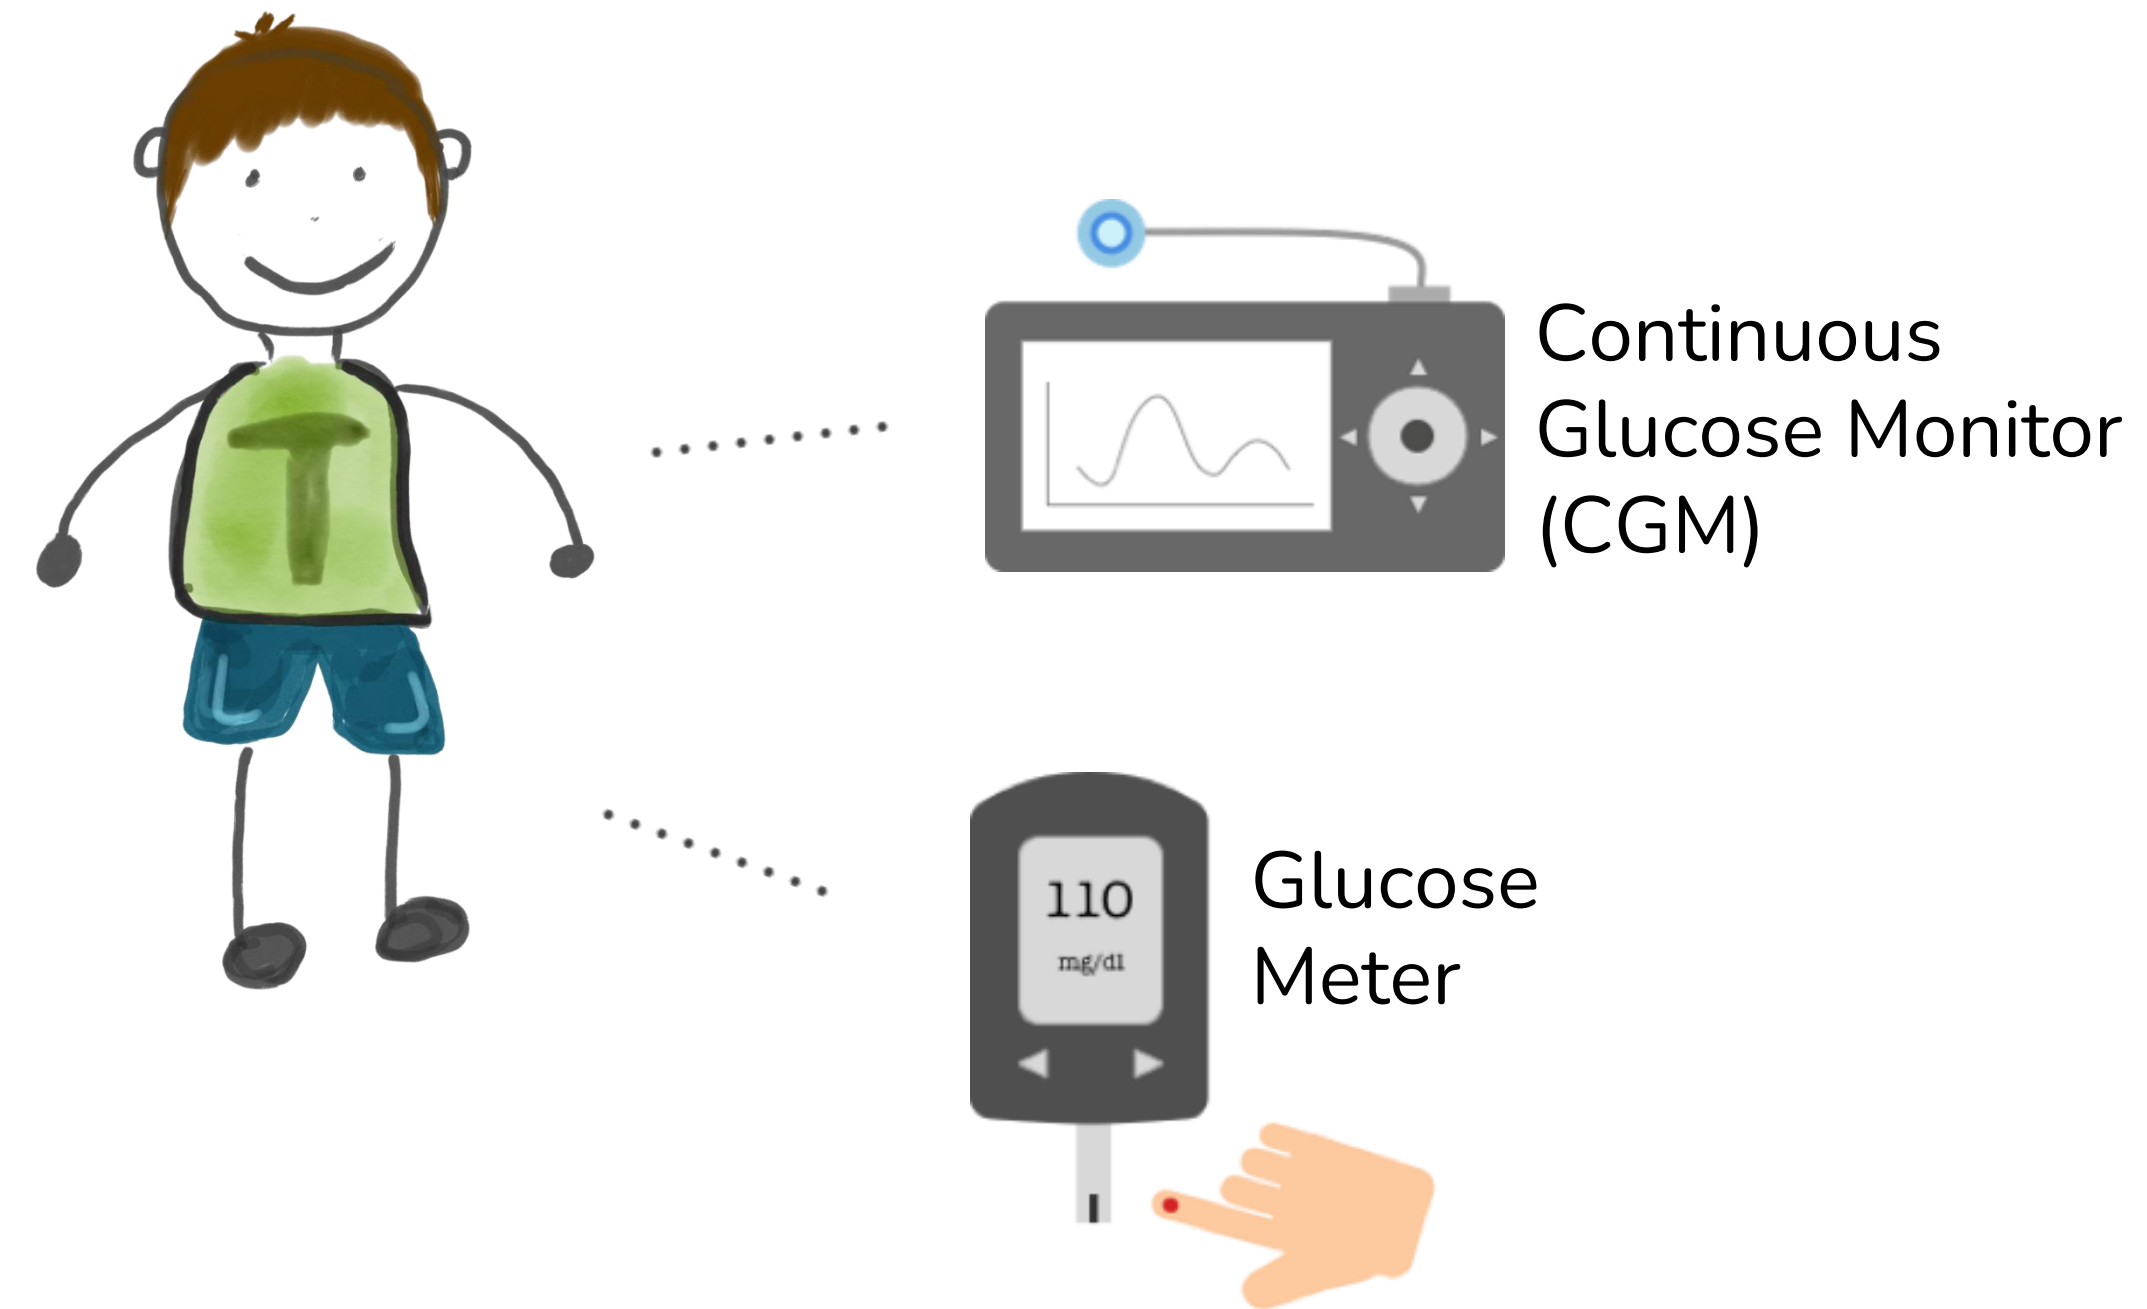 T
Continuous
Glucose Monitor
(CGM)
110
mg/dl
Glucose
Meter